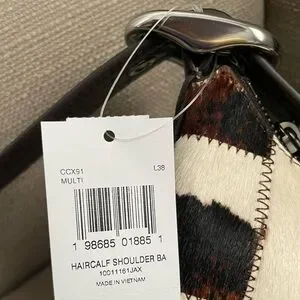 CCX91 L38
MULTI
1 98685 01885 1
HAIRCALF SHOULDER BA
10011161JAX
MADE IN VIETNAM